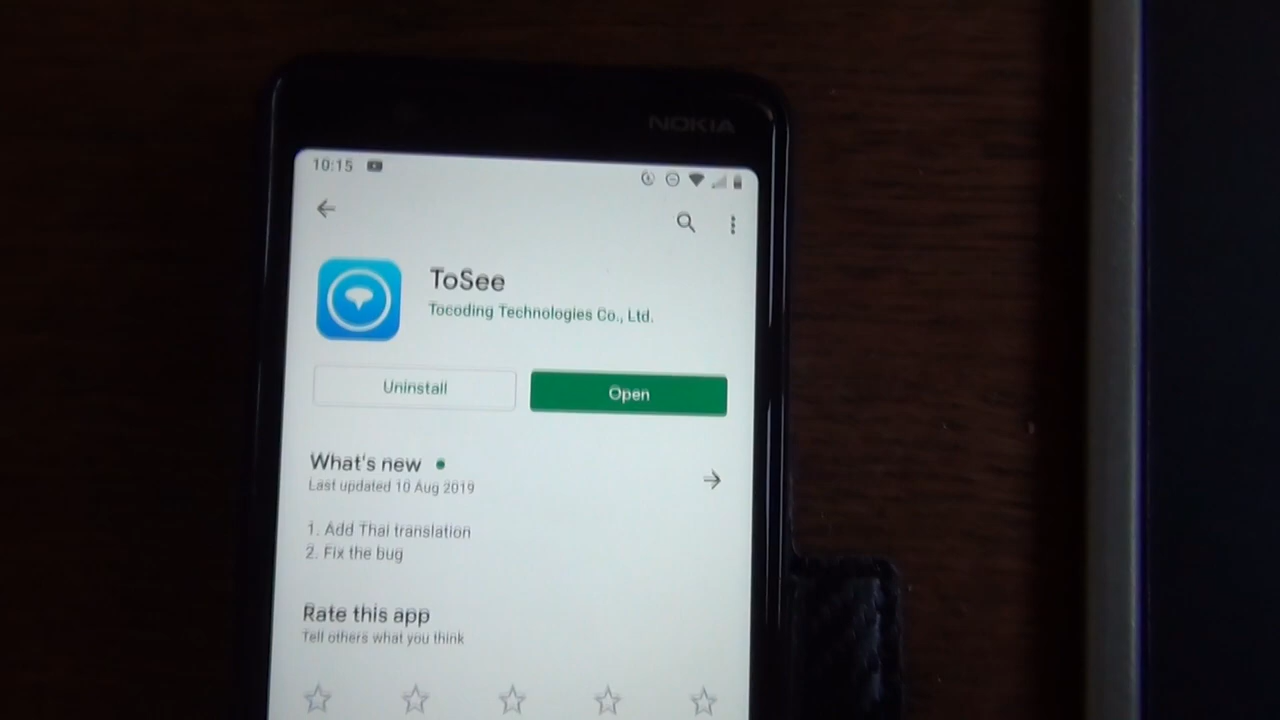 NOKIA
10:15
ToSee
Tocoding Technologies Co., Ltd.
Uninstall
Open
What's new
Last updated 10 Aug 2019
1. Add Thai translation
2. Fix the bug
Rate this app
Tell others what you think